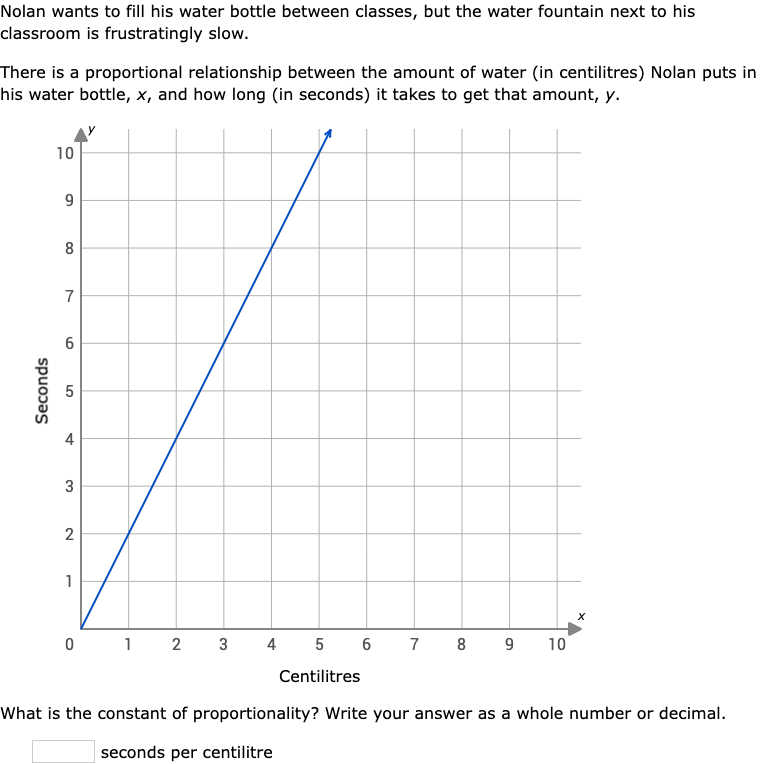 Nolan wants to fill his water bottle between classes, but the water fountain next to his
classroom is frustratingly slow.
There is a proportional relationship between the amount of water (in centilitres) Nolan puts in
his water bottle, x, and how long (in seconds) it takes to get that amount, y.
y
10
9
8
7
6
5
4
3
2
1
Seconds
x
0 1 2 3 4 5 6 7 8 9 10
Centilitres
What is the constant of proportionality? Write your answer as a whole number or decimal.
seconds per centilitre